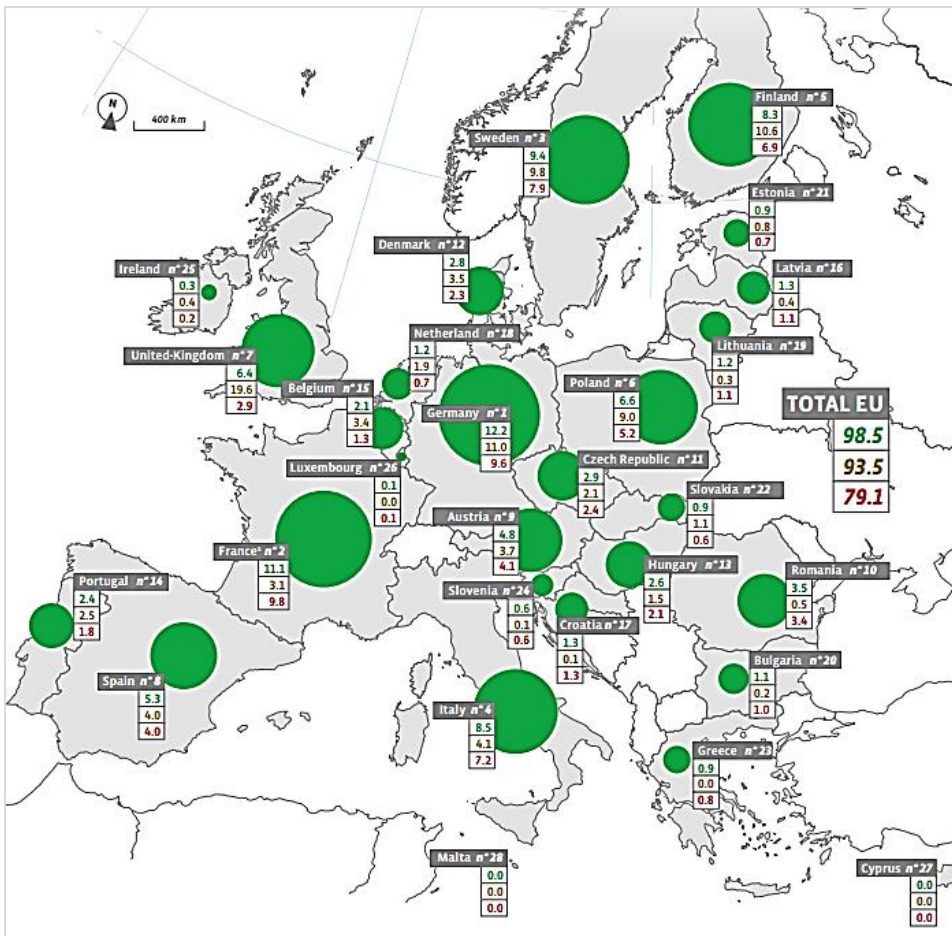 N
400 km
Finland n°5
8.3
10.6
6.9
Sweden n°3
9.4
9.8
7.9
Estonia n°21
0.9
0.8
0.7
Denmark n°12
2.8
3.5
2.3
Ireland n°25
0.3
0.4
0.2
Latvia n°16
1.3
0.4
1.1
Netherland n°18
1.2
1.9
0.7
Lithuania n°19
1.2
0.3
1.1
United-Kingdom n°7
6.4
19.6
2.9
Belgium n°15
2.1
3.4
1.3
Germany n°1
12.2
11.0
9.6
Poland n°6
6.6
9.0
5.2
TOTAL EU
98.5
93.5
79.1
Luxembourg n°26
0.1
0.0
0.1
Czech Republic n°11
2.9
2.1
2.4
Slovakia n°22
0.9
1.1
0.6
Austria n°9
4.8
3.7
4.1
France¹ n°2
11.1
3.1
9.8
Hungary n°13
2.6
1.5
2.1
Romania n°10
3.5
0.5
3.4
Portugal n°14
2.4
2.5
1.8
Slovenia n°24
0.6
0.1
0.6
Croatia n°17
1.3
0.1
1.3
Bulgaria n°20
1.1
0.2
1.0
Spain n°8
5.3
4.0
4.0
Italy n°4
8.5
4.1
7.2
Greece n°23
0.9
0.0
0.8
Malta n°28
0.0
0.0
0.0
Cyprus n°27
0.0
0.0
0.0